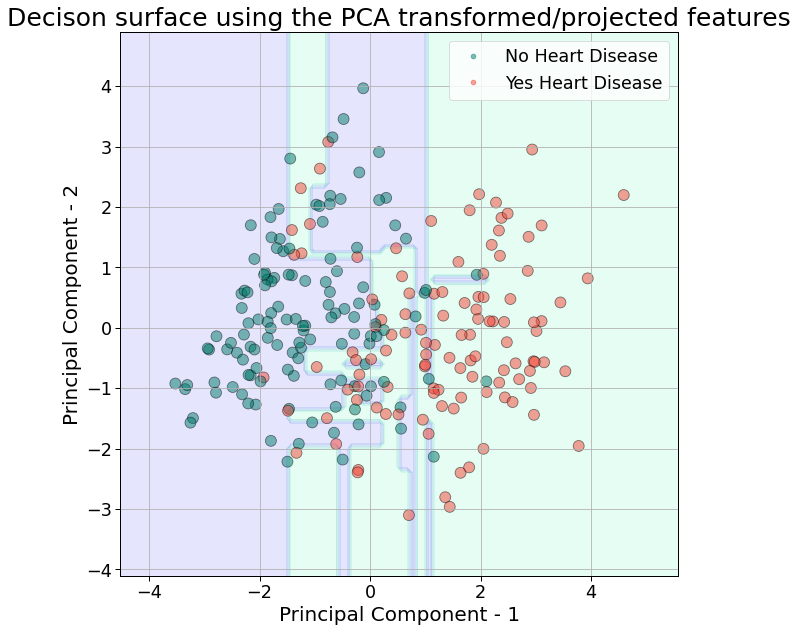 Decison surface using the PCA transformed/projected features
No Heart Disease
Yes Heart Disease
4
3
2
1
0
−1
−2
−3
−4
Principal Component - 2
−4 −2 0 2 4
Principal Component - 1